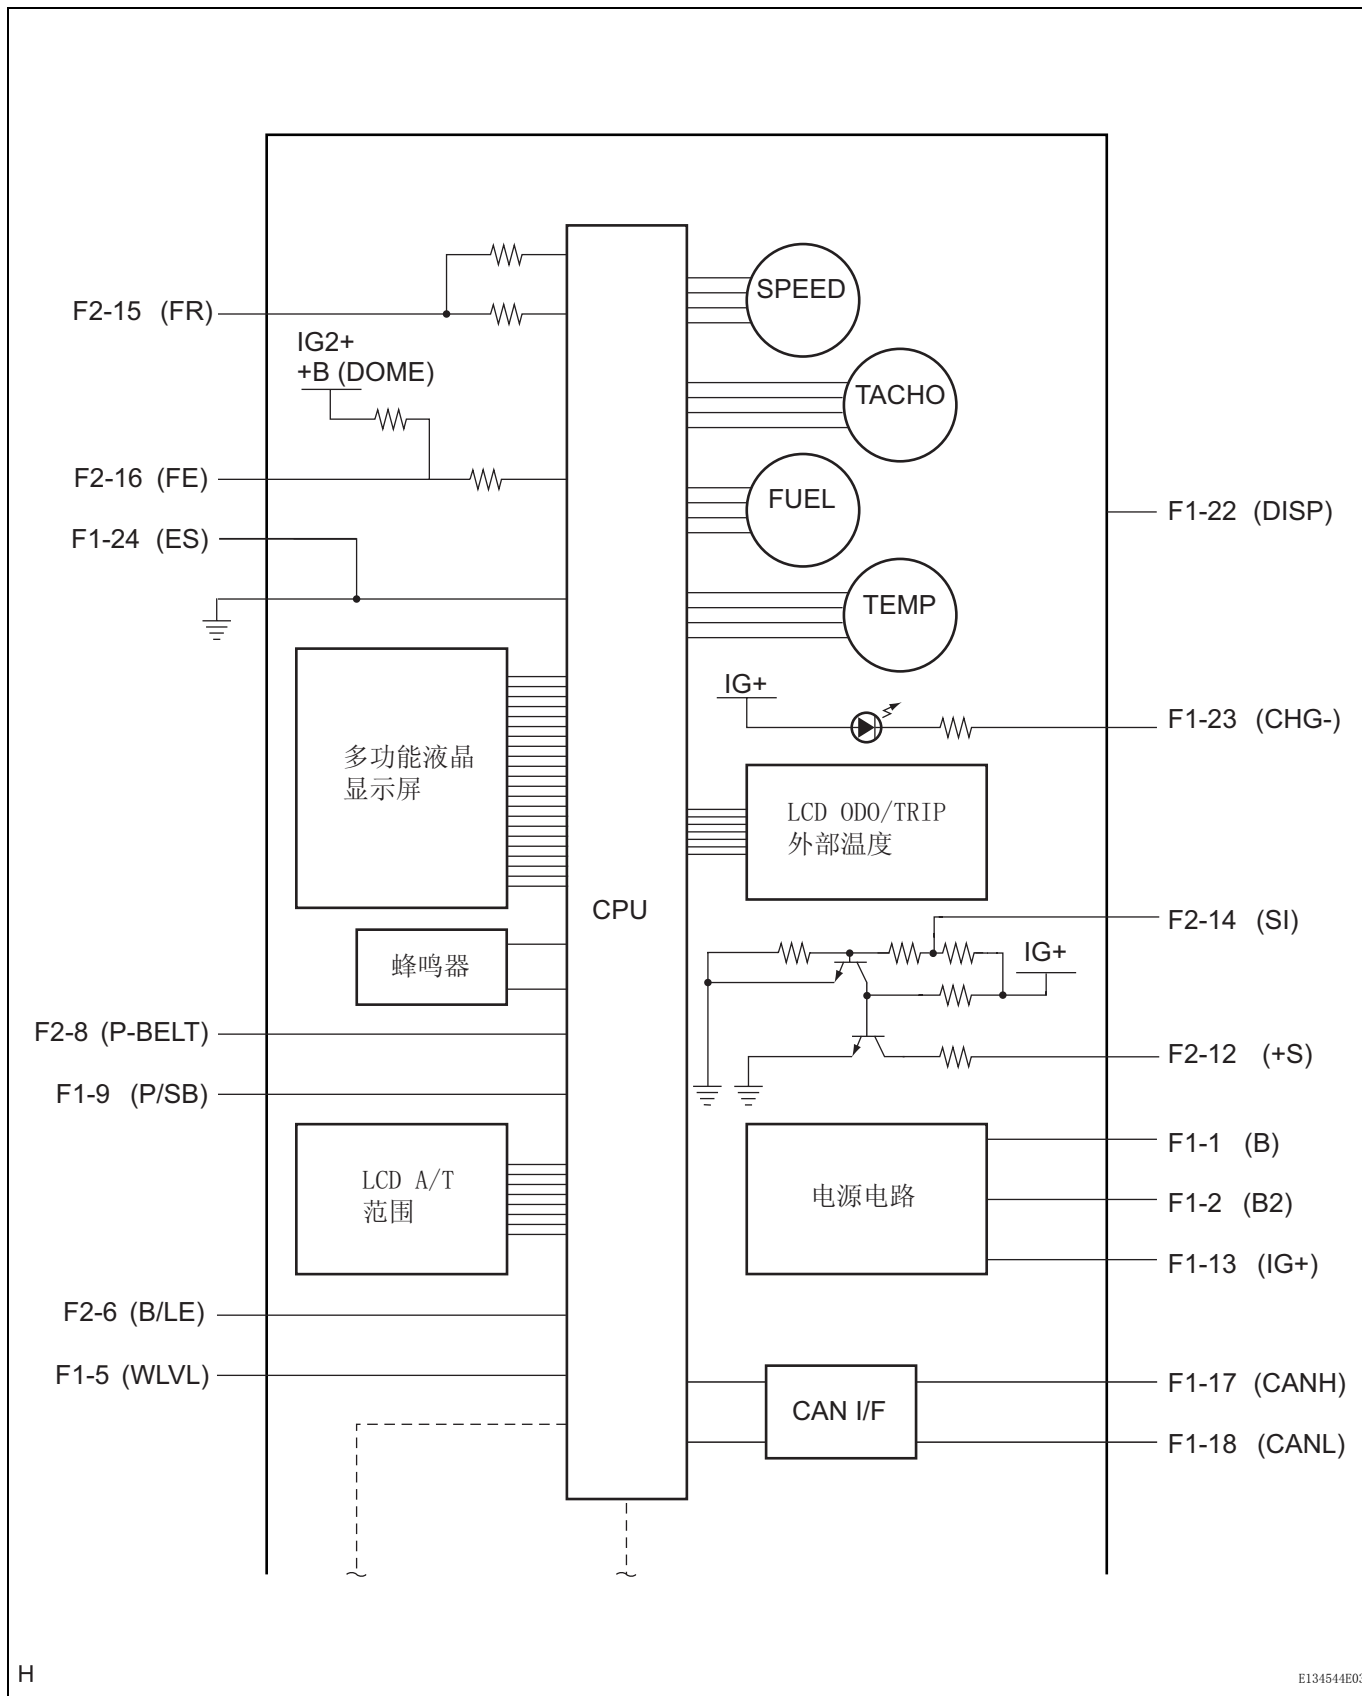 F2-15 (FR)
IG2+
+B (DOME)
F2-16 (FE)
F1-24 (ES)
多功能液晶
显示屏
蜂鸣器
F2-8 (P-BELT)
F1-9 (P/SB)
LCD A/T
范围
F2-6 (B/LE)
F1-5 (WLVL)
CPU
SPEED
TACHO
FUEL
TEMP
F1-22 (DISP)
IG+
F1-23 (CHG-)
LCD ODO/TRIP
外部温度
F2-14 (SI)
IG+
F2-12 (+S)
电源电路
F1-1 (B)
F1-2 (B2)
F1-13 (IG+)
CAN I/F
F1-17 (CANH)
F1-18 (CANL)
H
E134544E03